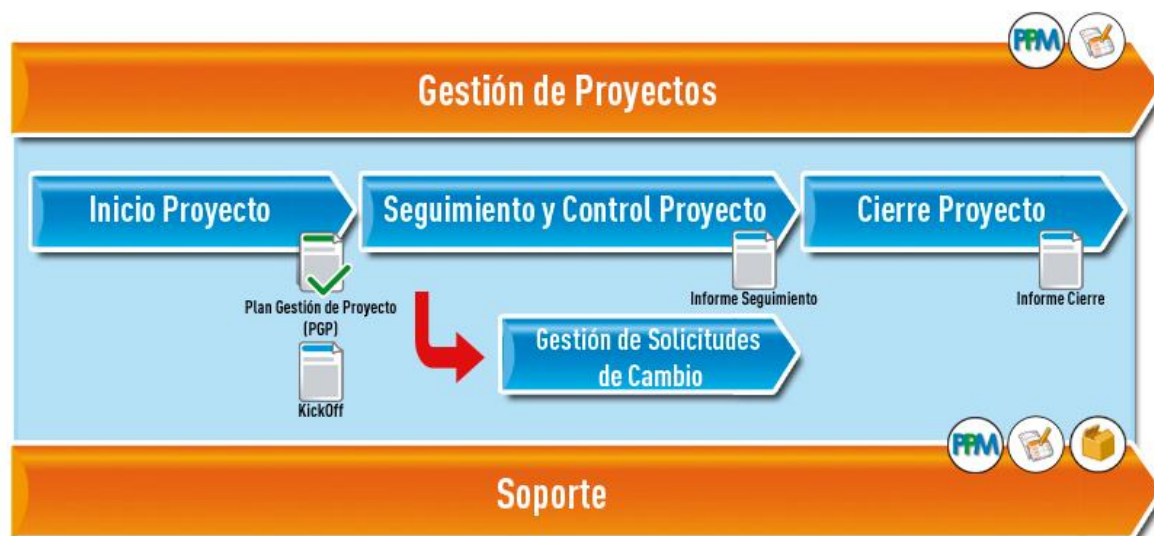 PPM
Gestión de Proyectos
Inicio Proyecto
Seguimiento y Control Proyecto
Cierre Proyecto
Plan Gestión de Proyecto
(PGP)
Informe Seguimiento
Informe Cierre
Gestión de Solicitudes
de Cambio
KickOff
PPM
Soporte